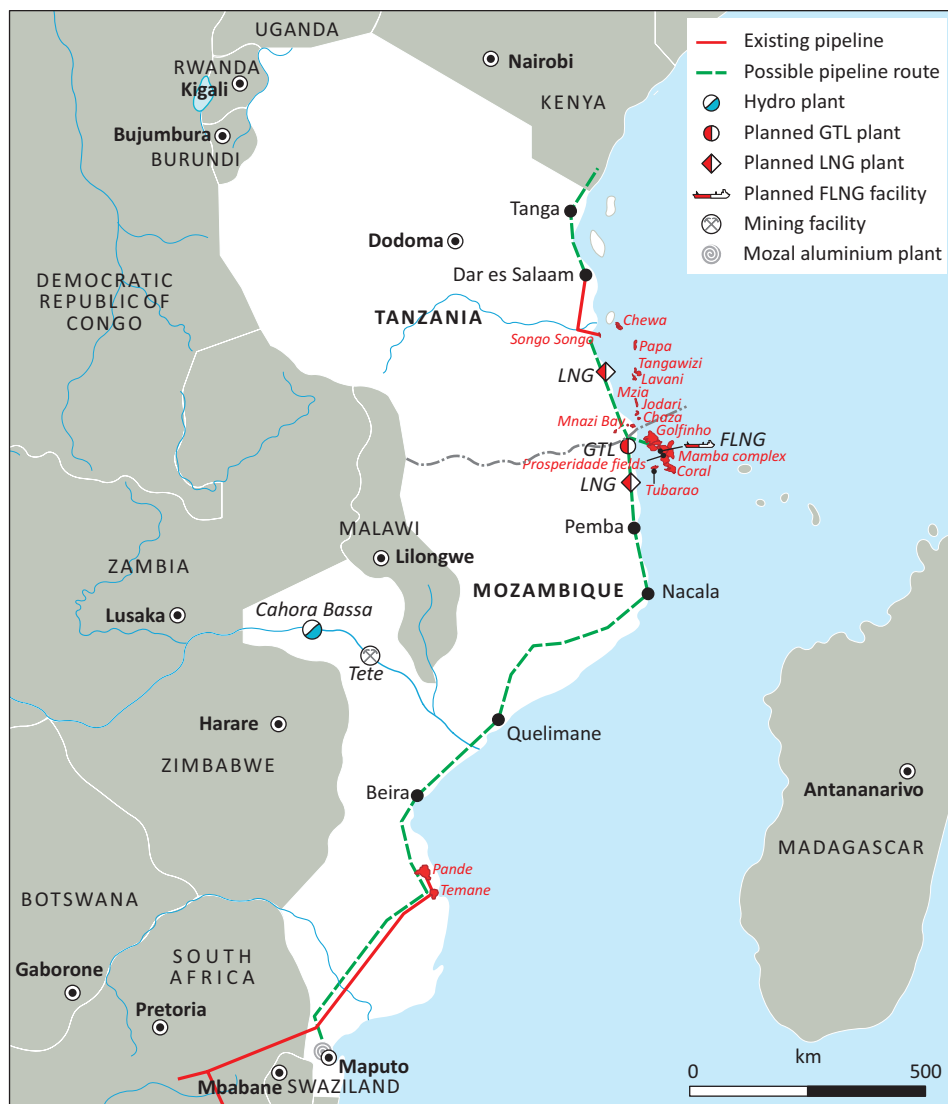 UGANDA
RWANDA
Kigali
Bujumbura
BURUNDI
Nairobi
KENYA
Existing pipeline
Possible pipeline route
Hydro plant
Planned GTL plant
Planned LNG plant
Planned FLNG facility
Mining facility
Mozal aluminium plant
Tanga
Dodoma
Dar es Salaam
DEMOCRATIC
REPUBLIC OF
CONGO
TANZANIA
Songo Songo
Chewa
Papa
Tangawizi
Lavani
LNG
Mzia
Jodari
Chaza
Mnazi Bay
Golfinho
FLNG
GTL
Mamba complex
Prosperidade fields
Coral
LNG
Tubarao
Pemba
MALAWI
Lilongwe
ZAMBIA
MOZAMBIQUE
Nacala
Lusaka
Cahora Bassa
Tete
Harare
Quelimane
ZIMBABWE
Beira
Antananarivo
MADAGASCAR
Pande
Temane
BOTSWANA
SOUTH
AFRICA
Gaborone
Pretoria
Maputo
Mbabane
SWAZILAND
km
0
500